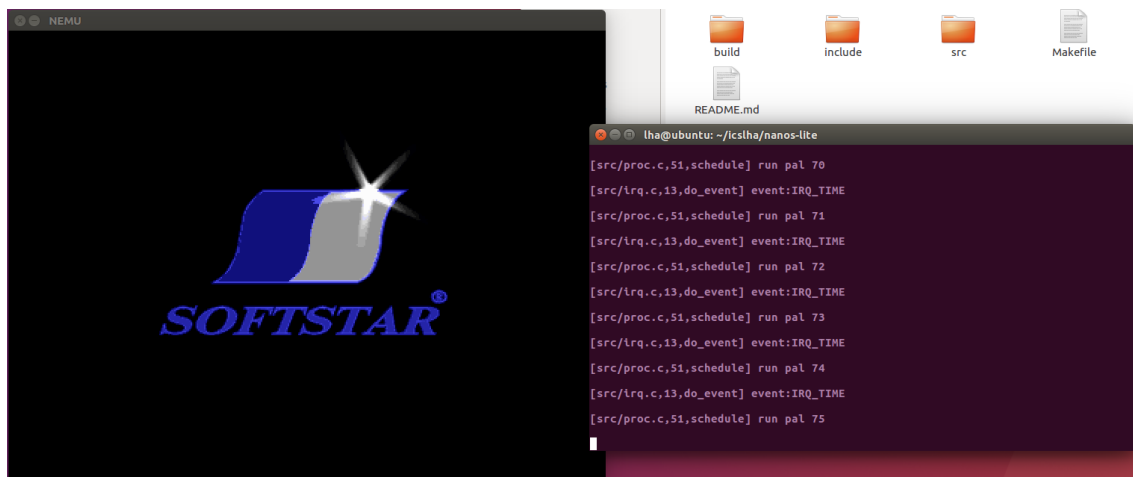 NEMU
SOFTSTAR
®
build
include
src
Makefile
README.md
lha@ubuntu: ~/icslha/nanos-lite
[src/proc.c,51,schedule] run pal 70
[src/irq.c,13,do_event] event:IRQ_TIME
[src/proc.c,51,schedule] run pal 71
[src/irq.c,13,do_event] event:IRQ_TIME
[src/proc.c,51,schedule] run pal 72
[src/irq.c,13,do_event] event:IRQ_TIME
[src/proc.c,51,schedule] run pal 73
[src/irq.c,13,do_event] event:IRQ_TIME
[src/proc.c,51,schedule] run pal 74
[src/irq.c,13,do_event] event:IRQ_TIME
[src/proc.c,51,schedule] run pal 75